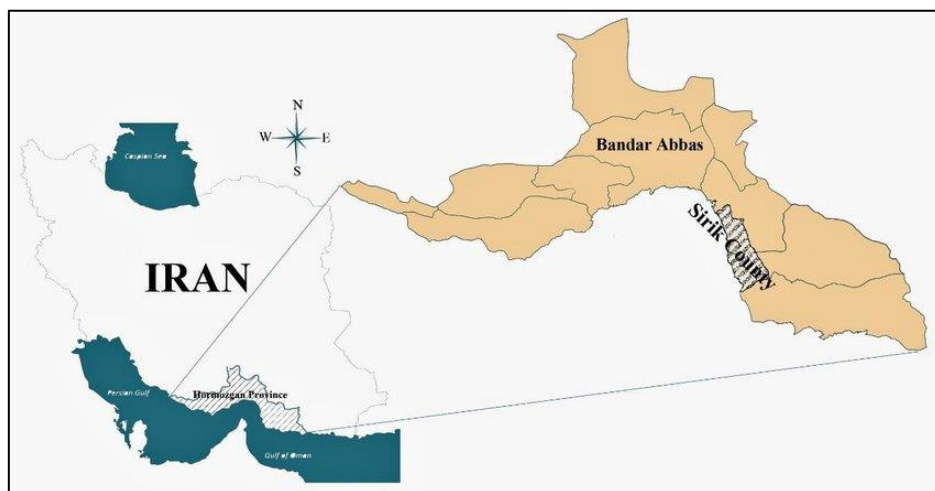 Caspian Sea
N
W
E
S
IRAN
Persian Gulf
Hormozgan Province
Gulf of Oman
Bandar Abbas
Sirik County